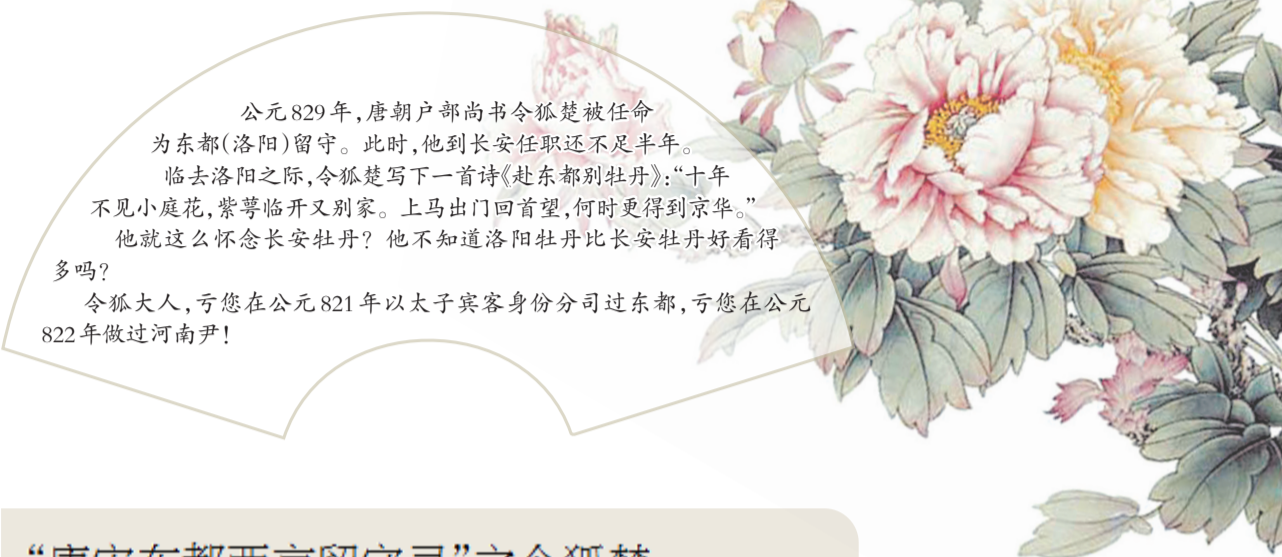 公元829年,唐朝户部尚书令狐楚被任命
为东都(洛阳)留守。此时,他到长安任职还不足半年。
临去洛阳之际,令狐楚写下一首诗《赴东都别牡丹》:“十年
不见小庭花,紫萼临开又别家。上马出门回首望,何时更得到京华。”
他就这么怀念长安牡丹?他不知道洛阳牡丹比长安牡丹好看得
多吗?
令狐大人,亏您在公元821年以太子宾客身份分司过东都,亏您在公元
822年做过河南尹!